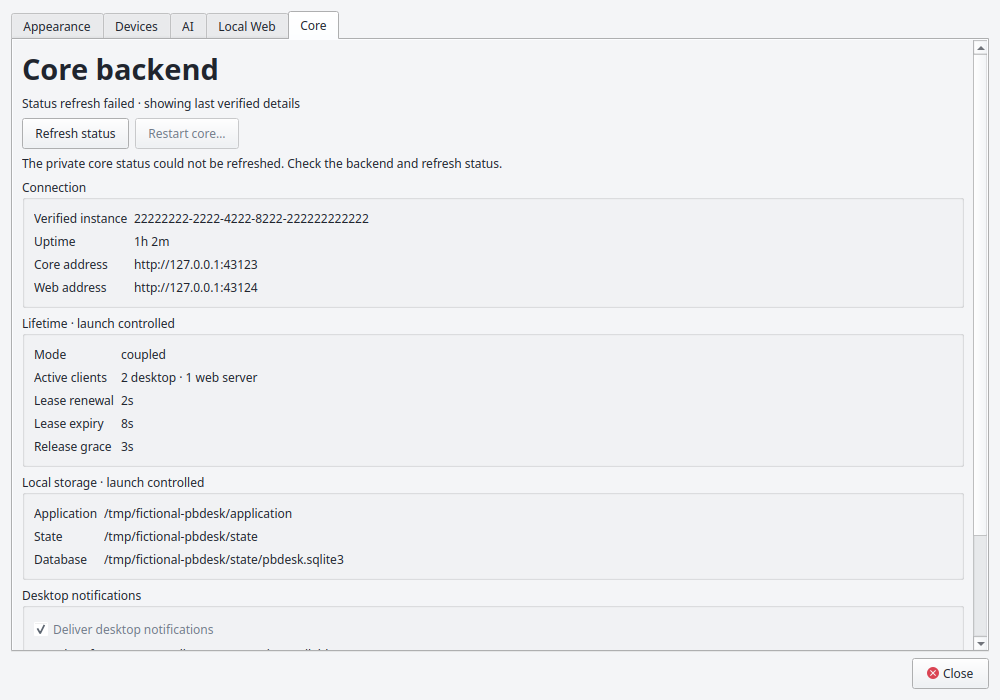 Appearance Devices AI Local Web Core
Core backend
Status refresh failed · showing last verified details
Refresh status Restart core...
The private core status could not be refreshed. Check the backend and refresh status.
Connection
Verified instance 22222222-2222-4222-8222-222222222222
Uptime 1h 2m
Core address http://127.0.0.1:43123
Web address http://127.0.0.1:43124
Lifetime · launch controlled
Mode coupled
Active clients 2 desktop · 1 web server
Lease renewal 2s
Lease expiry 8s
Release grace 3s
Local storage · launch controlled
Application /tmp/fictional-pbdesk/application
State /tmp/fictional-pbdesk/state
Database /tmp/fictional-pbdesk/state/pbdesk.sqlite3
Desktop notifications
Deliver desktop notifications
Close